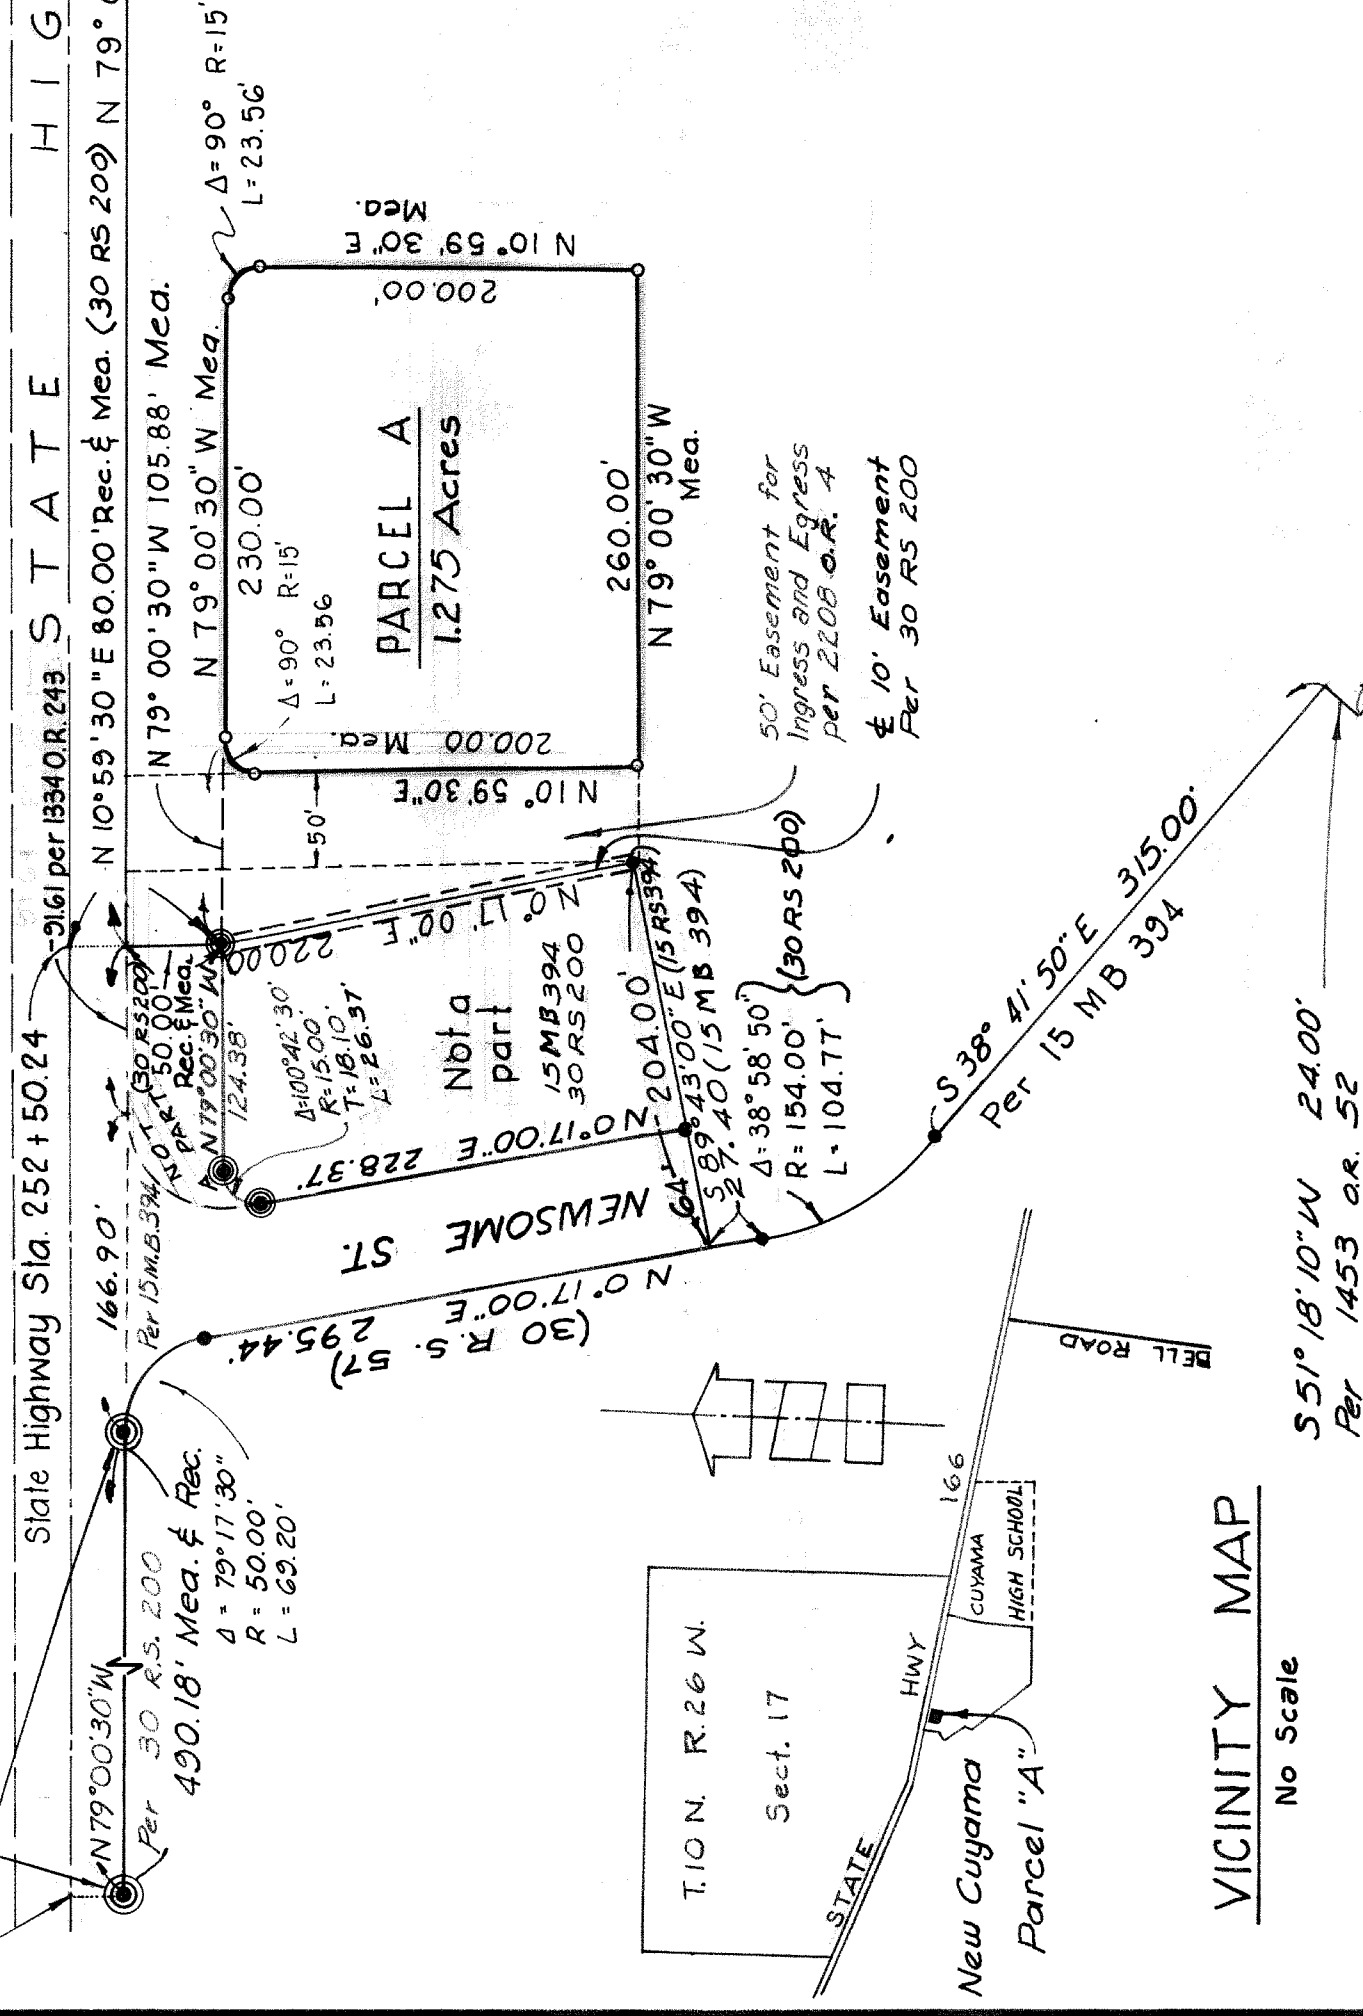 State Highway Sta. 252 + 50.24
91.61 per 1334 O.R. 243
STATE HIG
N 10° 59' 30" E 80.00' Rec. & Mea. (30 RS 200) N 79°
N 79° 00' 30" W 105.88' Mea.
N 79° 00' 30" W Mea.
230.00'
Δ = 90° R = 15'
L = 23.56'
Δ = 90° R = 15'
L = 23.56
PARCEL A
1.275 Acres
N 10° 59' 30" E
Mea.
200.00'
200.00 Mea.
N 10° 59' 30" E
260.00'
N 79° 00' 30" W
Mea.
50'
50' Easement for
Ingress and Egress
per 2208 O.R. 4
℄ 10' Easement
Per 30 RS 200
166.90'
Per 15 M.B. 394
NOT A
PART
(30 RS 200)
50.00'
Rec. & Mea.
N 79° 00' 30" W
124.38'
Δ = 100° 42' 30"
R = 15.00'
T = 18.10'
L = 26.37'
220.00
N 0° 17' 00" E
Not a
part
15 MB 394
30 RS 200
228.37'
N 0° 17' 00" E
NEWSOME ST.
204.00'
S 89° 43' 00" E (15 RS 394)
64'
27.40 (15 MB 394)
Δ = 38° 58' 50"
R = 154.00'
L = 104.77'
(30 RS 200)
N 0° 17' 00" E
295.44'
(30 R.S. 57)
S 38° 41' 50" E 315.00'
Per 15 MB 394
N 79° 00' 30" W
Per 30 R.S. 200
490.18' Mea. & Rec.
Δ = 79° 17' 30"
R = 50.00'
L = 69.20'
S 51° 18' 10" W 24.00'
Per 1453 O.R. 52
N
T. 10 N. R. 26 W.
Sect. 17
STATE HWY 166
BELL ROAD
CUYAMA
HIGH SCHOOL
New Cuyama
Parcel "A"
VICINITY MAP
No Scale